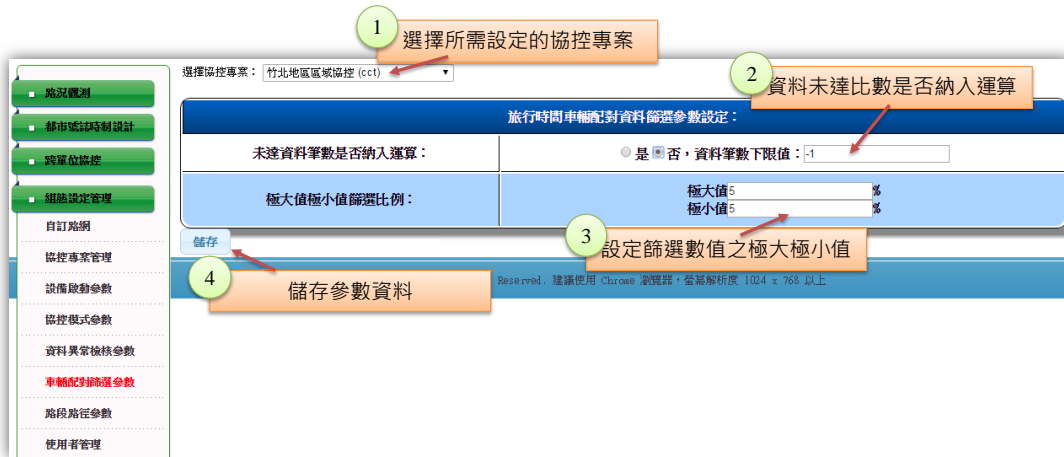 1
選擇所需設定的協控專案
選擇協控專案： 竹北地區區域協控 (cct)
2
資料未達比數是否納入運算
路況觀測
都市號誌時制設計
跨單位協控
組態設定管理
自訂路網
協控專案管理
設備啟動參數
協控模式參數
資料異常檢核參數
車輛配對篩選參數
路段路徑參數
使用者管理
旅行時間車輛配對資料篩選參數設定：
未達資料筆數是否納入運算：
是 否，資料筆數下限值： -1
極大值極小值篩選比例：
極大值 5 %
極小值 5 %
3
設定篩選數值之極大極小值
儲存
4
儲存參數資料
Reserved. 建議使用 Chrome 瀏覽器，螢幕解析度 1024 x 768 以上